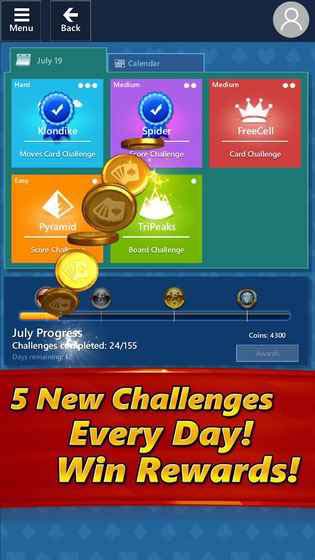 Menu
Back
July 19
Calendar
Hard
Klondike
Moves Card Challenge
Medium
Spider
Score Challenge
Medium
FreeCell
Card Challenge
Easy
Pyramid
Score Challenge
TriPeaks
Board Challenge
July Progress
Coins: 4300
Challenges completed: 24/155
Days remaining:
Awards
5 New Challenges
Every Day!
Win Rewards!